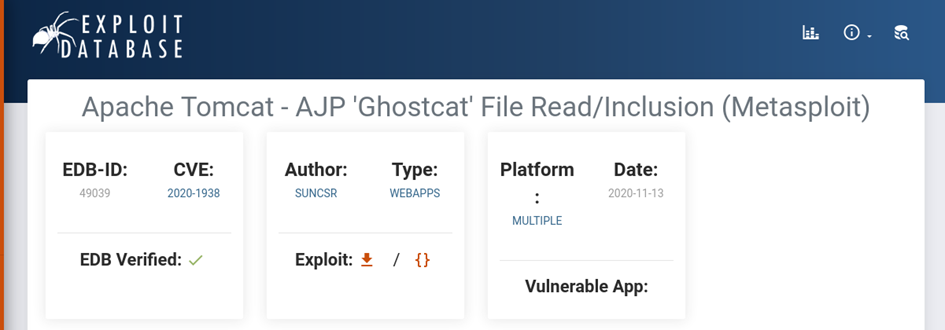 EXPLOIT
DATABASE
Apache Tomcat - AJP 'Ghostcat' File Read/Inclusion (Metasploit)
EDB-ID:
49039
CVE:
2020-1938
EDB Verified:
Author:
SUNCSR
Type:
WEBAPPS
Exploit: / {}
Platform
:
MULTIPLE
Date:
2020-11-13
Vulnerable App: